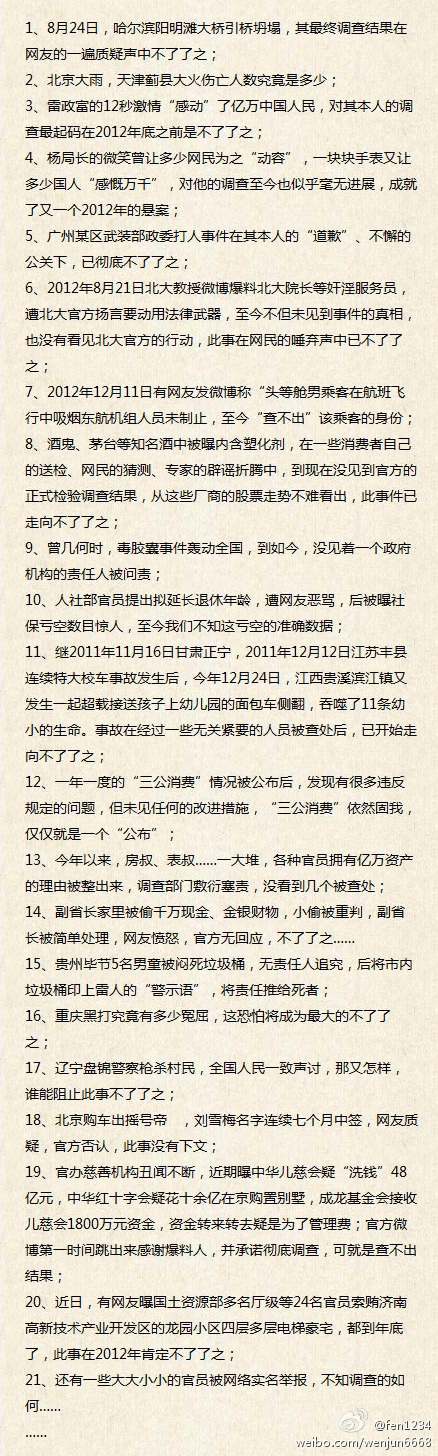 1、8月24日，哈尔滨阳明滩大桥引桥坍塌，其最终调查结果在
网友的一遍质疑声中不了了之；
2、北京大雨，天津蓟县大火伤亡人数究竟是多少；
3、雷政富的12秒激情“感动”了亿万中国人民，对其本人的调
查最起码在2012年底之前是不了了之；
4、杨局长的微笑曾让多少网民为之“动容”，一块块手表又让
多少国人“感慨万千”，对他的调查至今也似乎毫无进展，成就
了又一个2012年的悬案；
5、广州某区武装部政委打人事件在其本人的“道歉”、不懈的
公关下，已彻底不了了之；
6、2012年8月21日北大教授微博爆料北大院长等奸淫服务员，
遭北大官方扬言要动用法律武器，至今不但未见到事件的真相，
也没有看见北大官方的行动，此事在网民的唾弃声中已不了了
之；
7、2012年12月11日有网友发微博称“头等舱男乘客在航班飞
行中吸烟东航机组人员未制止，至今“查不出”该乘客的身份；
8、酒鬼、茅台等知名酒中被曝内含塑化剂，在一些消费者自己
的送检、网民的猜测、专家的辟谣折腾中，到现在没见到官方的
正式检验调查结果，从这些厂商的股票走势不难看出，此事件已
走向不了了之；
9、曾几何时，毒胶囊事件轰动全国，到如今，没见着一个政府
机构的责任人被问责；
10、人社部官员提出拟延长退休年龄，遭网友恶骂，后被曝社
保亏空数目惊人，至今我们不知这亏空的准确数据；
11、继2011年11月16日甘肃正宁，2011年12月12日江苏丰县
连续特大校车事故发生后，今年12月24日，江西贵溪滨江镇又
发生一起超载接送孩子上幼儿园的面包车侧翻，吞噬了11条幼
小的生命。事故在经过一些无关紧要的人员被查处后，已开始走
向不了了之；
12、一年一度的“三公消费”情况被公布后，发现有很多违反
规定的问题，但未见任何的改进措施，“三公消费”依然固我，
仅仅就是一个“公布”；
13、今年以来，房叔、表叔……一大堆，各种官员拥有亿万资产
的理由被整出来，调查部门敷衍塞责，没看到几个被查处；
14、副省长家里被偷千万现金、金银财物，小偷被重判，副省
长被简单处理，网友愤怒，官方无回应，不了了之……
15、贵州毕节5名男童被闷死垃圾桶，无责任人追究，后将市内
垃圾桶印上雷人的“警示语”，将责任推给死者；
16、重庆黑打究竟有多少冤屈，这恐怕将成为最大的不了了
之；
17、辽宁盘锦警察枪杀村民，全国人民一致声讨，那又怎样，
谁能阻止此事不了了之；
18、北京购车出摇号帝　，刘雪梅名字连续七个月中签，网友质
疑，官方否认，此事没有下文；
19、官办慈善机构丑闻不断，近期曝中华儿慈会疑“洗钱”48
亿元，中华红十字会疑花十余亿在京购置别墅，成龙基金会接收
儿慈会1800万元资金，资金转来转去疑是为了管理费；官方微
博第一时间跳出来感谢爆料人，并承诺彻底调查，可就是查不出
结果；
20、近日，有网友曝国土资源部多名厅级等24名官员索贿济南
高新技术产业开发区的龙园小区四层多层电梯豪宅，都到年底
了，此事在2012年肯定不了了之；
21、还有一些大大小小的官员被网络实名举报，不知调查的如
何……
……
@fen1234
weibo.com/wenjun6668